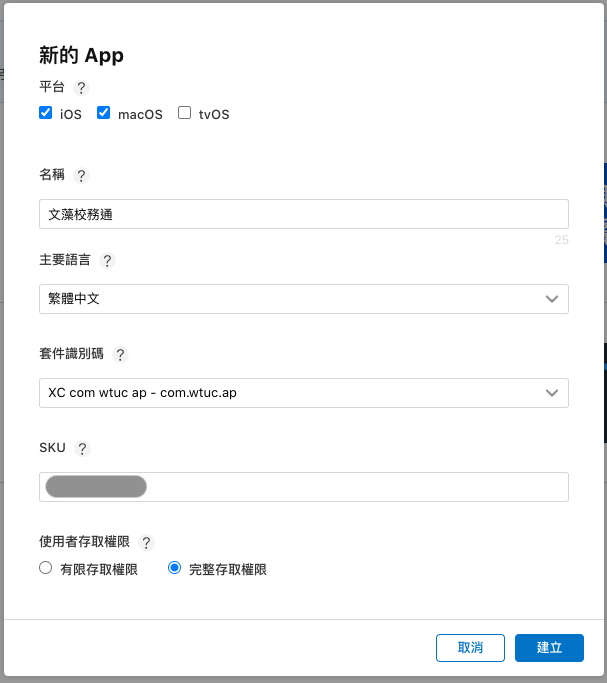 新的 App
平台 ?
iOS macOS tvOS
名稱 ?
文藻校務通
25
主要語言 ?
繁體中文
套件識別碼 ?
XC com wtuc ap - com.wtuc.ap
SKU ?
使用者存取權限 ?
有限存取權限 完整存取權限
取消 建立